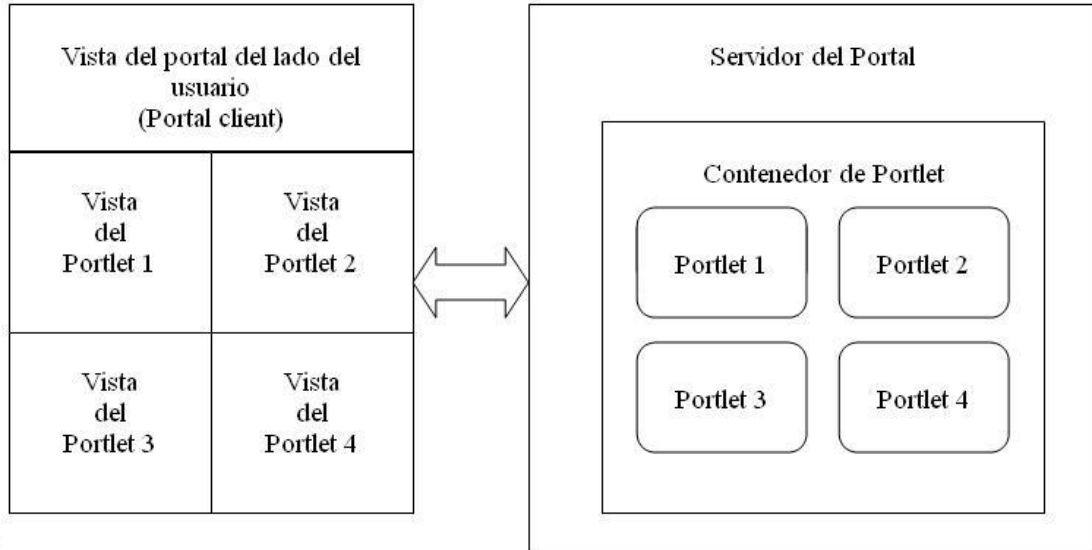 Vista del portal del lado del
usuario
(Portal client)
Vista
del
Portlet 1
Vista
del
Portlet 2
Vista
del
Portlet 3
Vista
del
Portlet 4
Servidor del Portal
Contenedor de Portlet
Portlet 1
Portlet 2
Portlet 3
Portlet 4